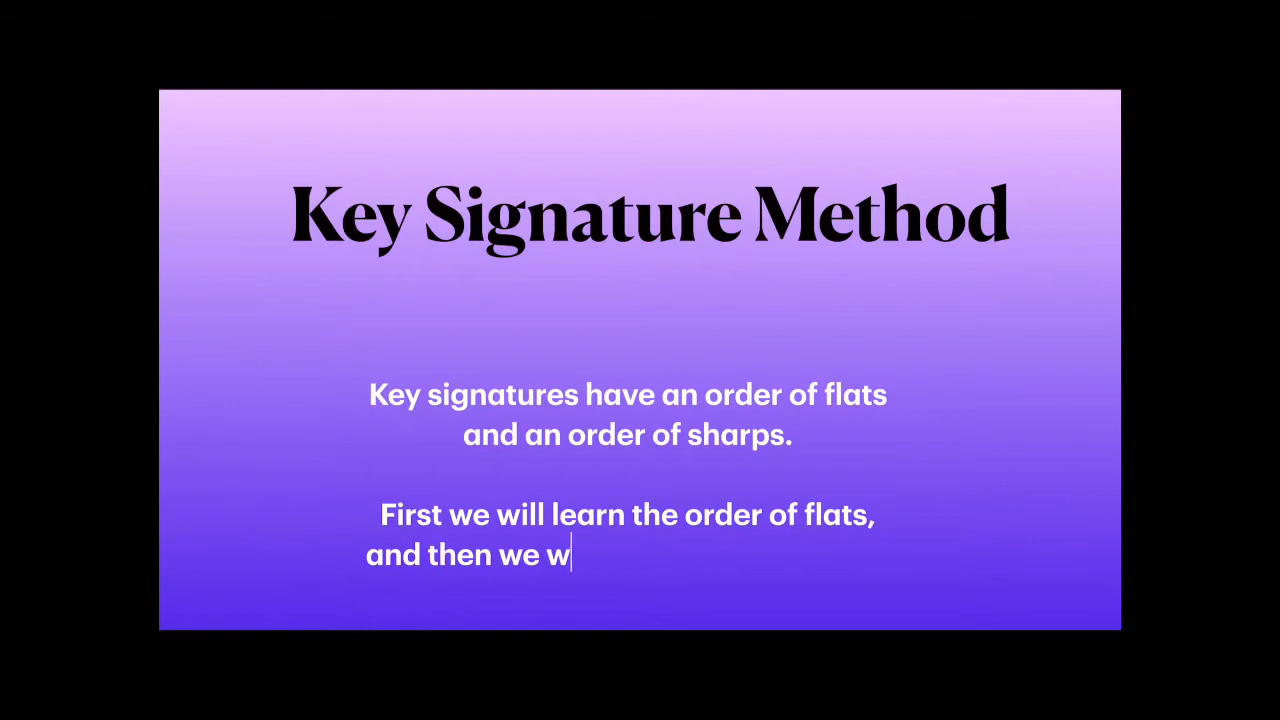 Key Signature Method
Key signatures have an order of flats
and an order of sharps.
First we will learn the order of flats,
and then we w